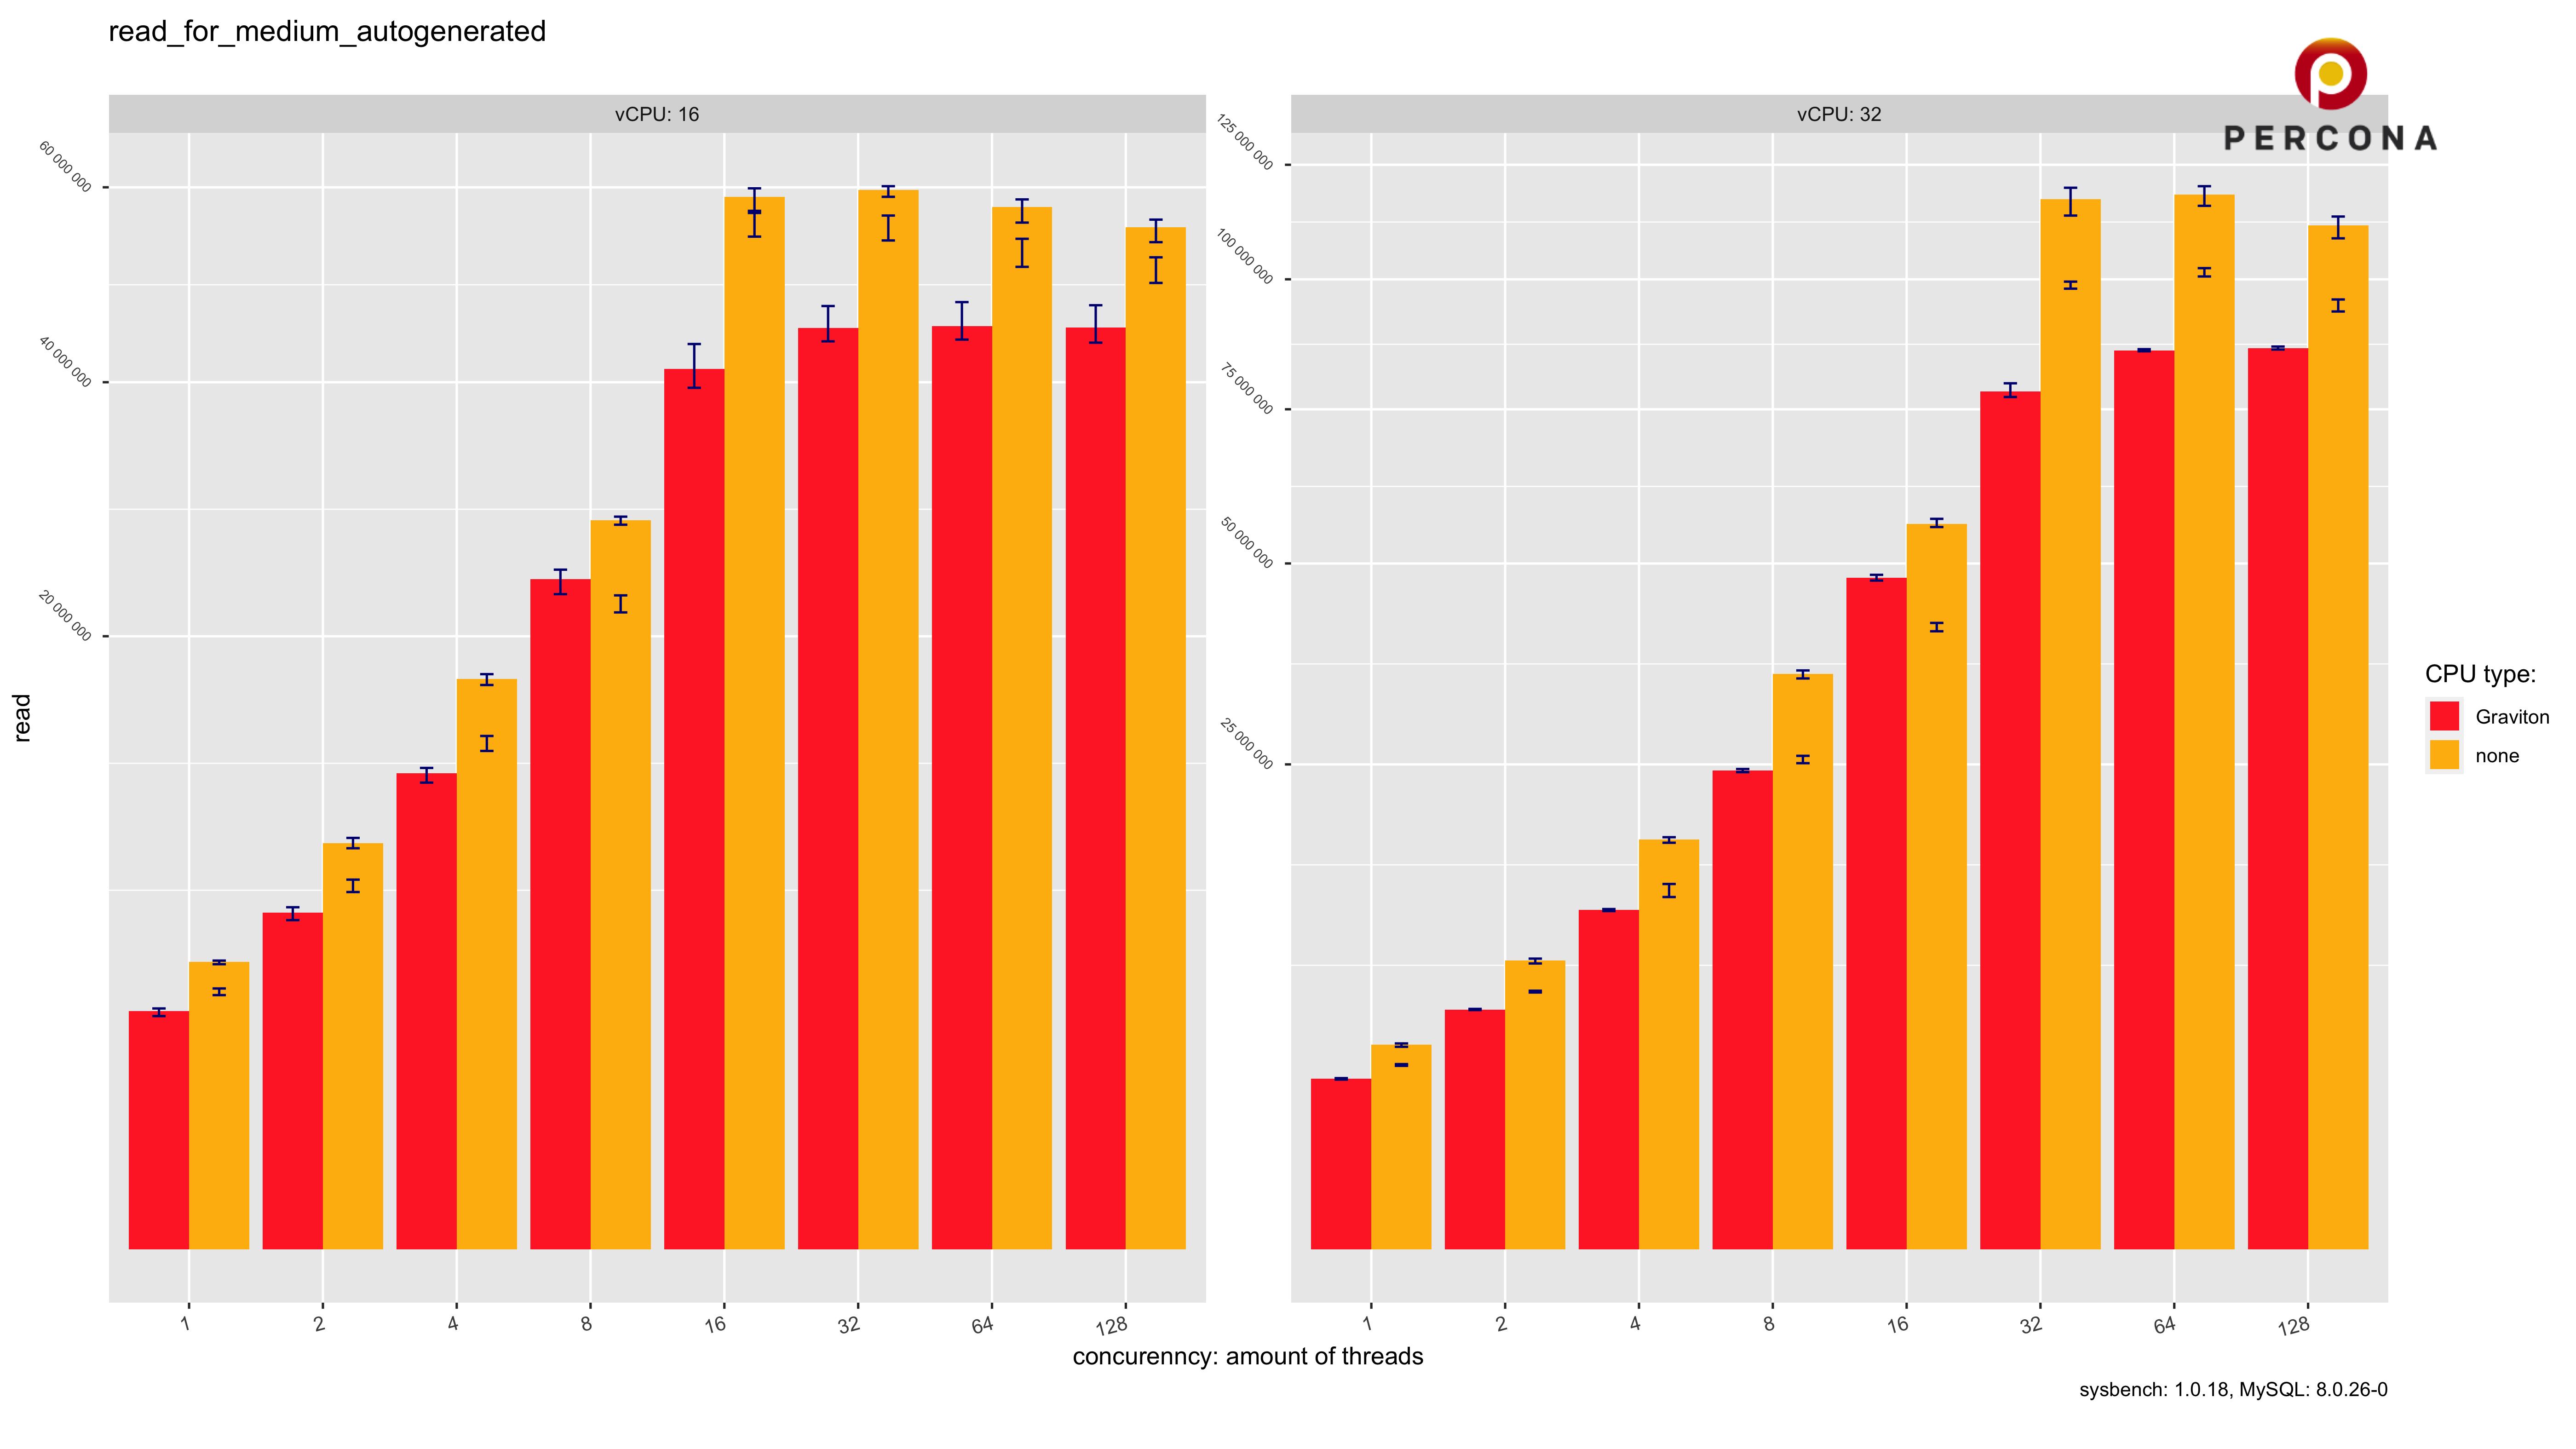 read_for_medium_autogenerated
PERCONA
vCPU: 16
vCPU: 32
60 000 000
40 000 000
20 000 000
125 000 000
100 000 000
75 000 000
50 000 000
25 000 000
read
CPU type:
Graviton
none
1 2 4 8 16 32 64 128
1 2 4 8 16 32 64 128
concurenncy: amount of threads
sysbench: 1.0.18, MySQL: 8.0.26-0